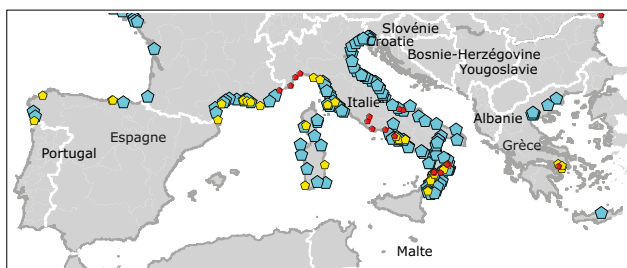 Slovénie
Croatie
Bosnie-Herzégovine
Yougoslavie
Italie
Albanie
Espagne
Grèce
Portugal
Malte